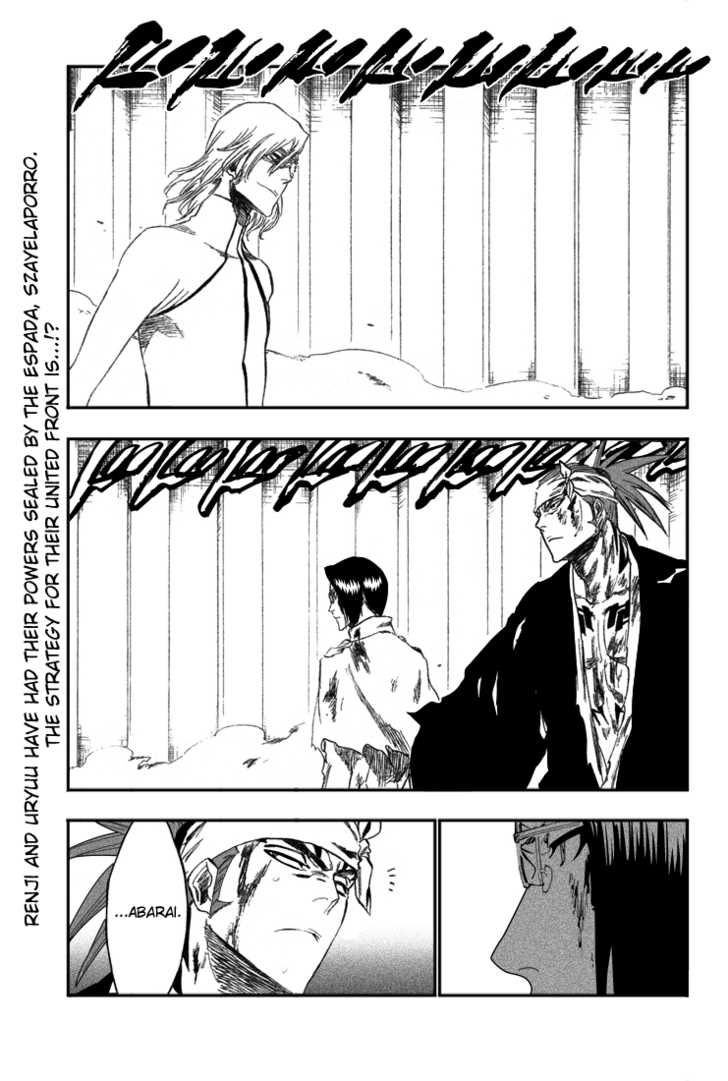 RENJI AND URYUU HAVE HAD THEIR POWERS SEALED BY THE ESPADA, SZAYELAPORRO.
THE STRATEGY FOR THEIR UNITED FRONT IS...!?
...ABARAI.